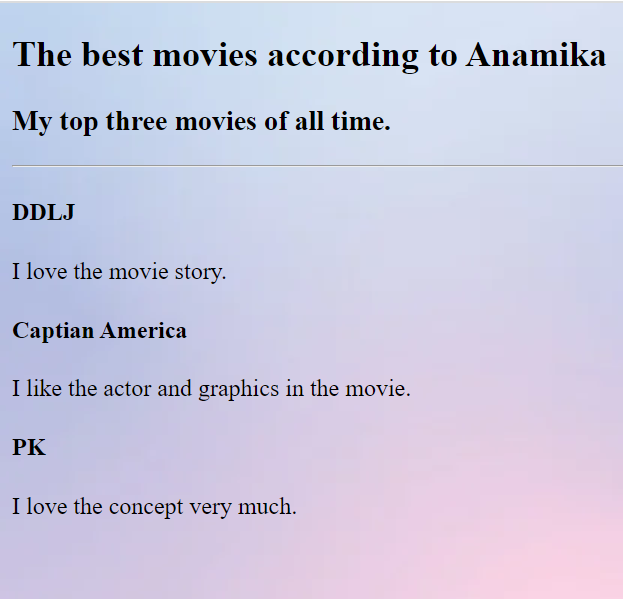 The best movies according to Anamika
My top three movies of all time.
DDLJ
I love the movie story.
Captian America
I like the actor and graphics in the movie.
PK
I love the concept very much.